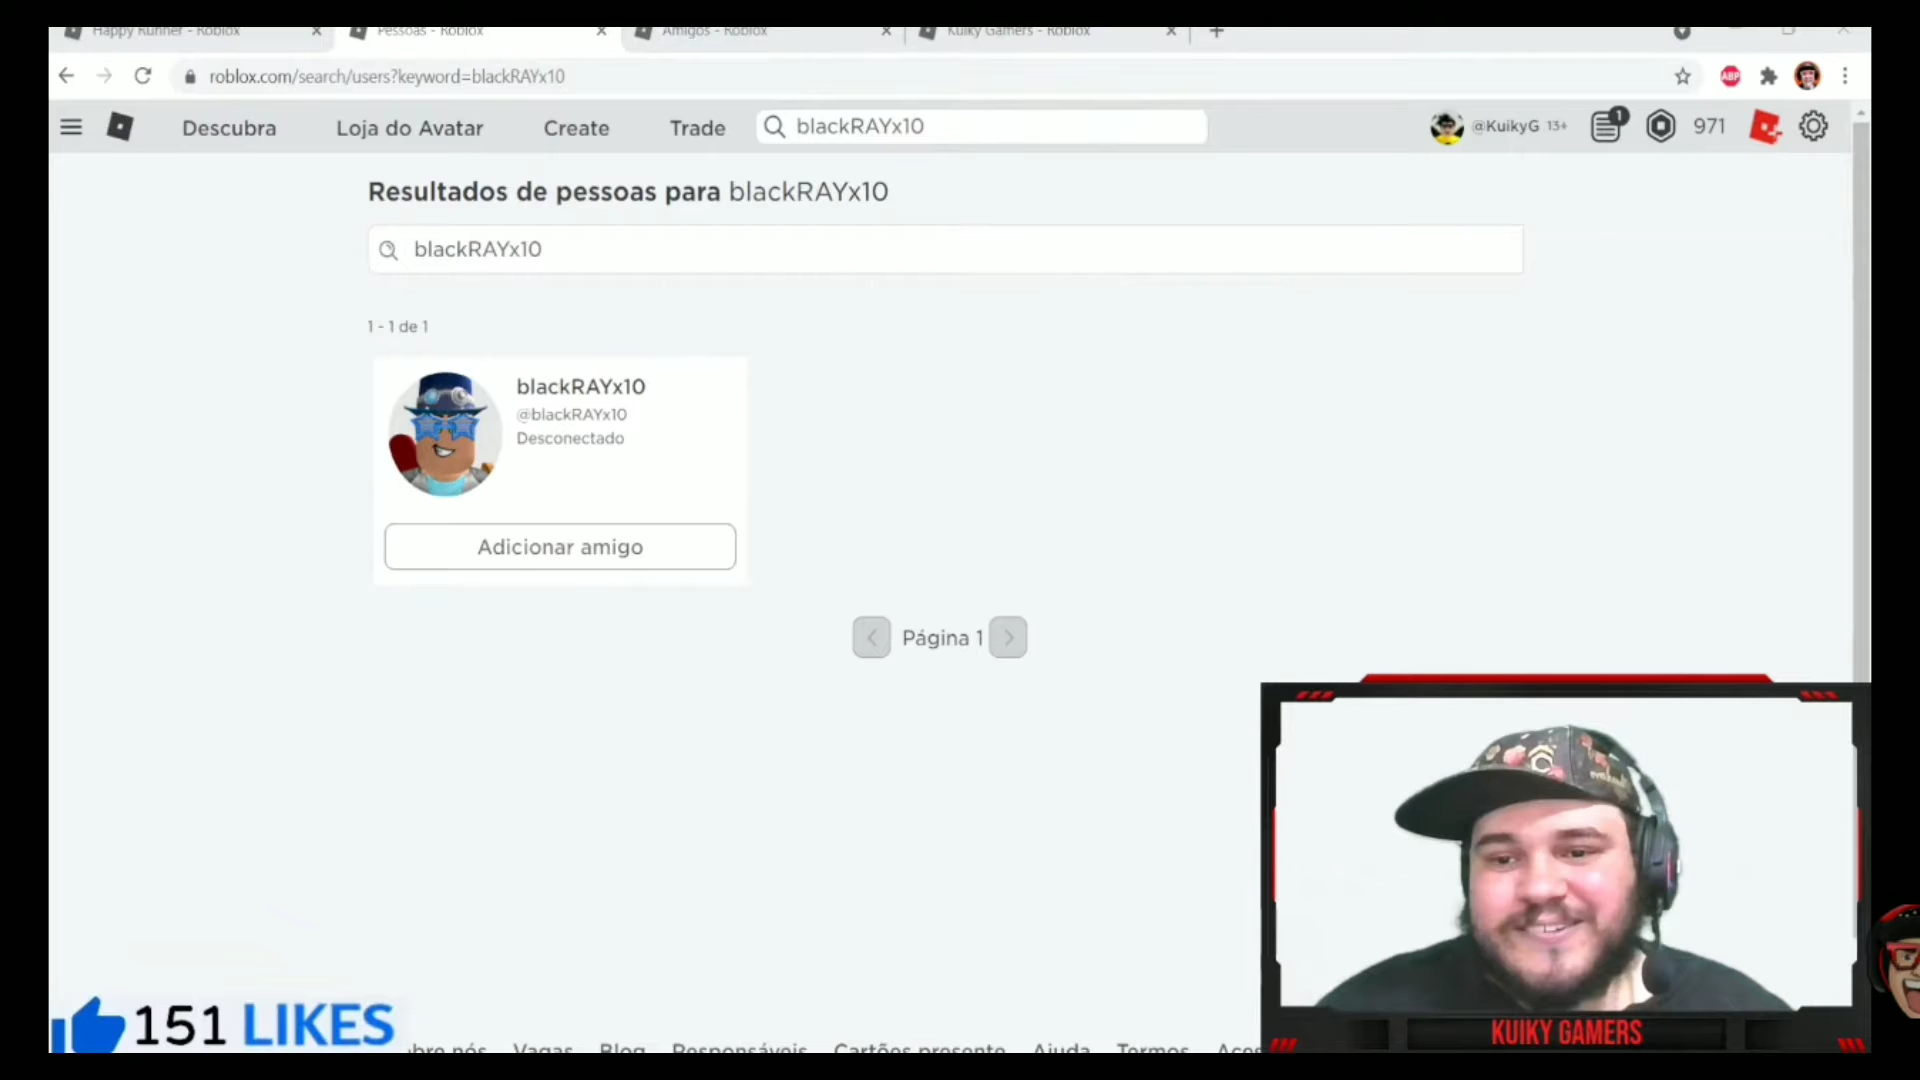 Happy Runner - Roblox
Pessoas - Roblox
Amigos - Roblox
Kuiky Gamers - Roblox
roblox.com/search/users?keyword=blackRAYx10
ABP
Descubra
Loja do Avatar
Create
Trade
blackRAYx10
@KuikyG 13+
1
971
Resultados de pessoas para blackRAYx10
blackRAYx10
1 - 1 de 1
blackRAYx10
@blackRAYx10
Desconectado
Adicionar amigo
Página 1
151 LIKES
Vagas Blog Responsáveis Cartões presente Ajuda Termos
KUIKY GAMERS